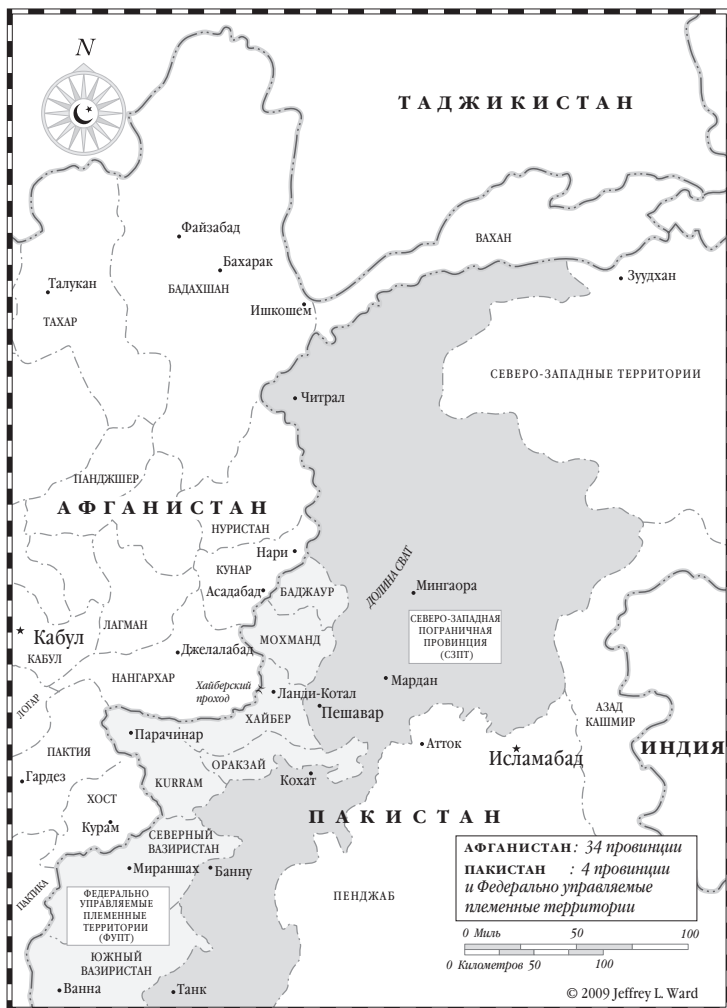 N
ТАДЖИКИСТАН
Файзабад
ВАХАН
Бахарак
Зуудхан
Талукан
БАДАХШАН
Ишкошем
ТАХАР
СЕВЕРО-ЗАПАДНЫЕ ТЕРРИТОРИИ
Читрал
ПАНДЖШЕР
АФГАНИСТАН
НУРИСТАН
Нари
КУНАР
ДОЛИНА СВАТ
Асадабад
БАДЖАУР
Мингаора
ЛАГМАН
СЕВЕРО-ЗАПАДНАЯ
ПОГРАНИЧНАЯ
ПРОВИНЦИЯ
(СЗПТ)
Кабул
МОХМАНД
КАБУЛ
Джелалабад
НАНГАРХАР
Мардан
Хайберский
проход
Ланди-Котал
ЛОГАР
ХАЙБЕР
Пешавар
АЗАД
КАШМИР
Парачинар
Атток
ИНДИЯ
ПАКТИЯ
Исламабад
ОРАКЗАЙ
Гардез
KURRAM
Кохат
ХОСТ
ПАКИСТАН
Курам
СЕВЕРНЫЙ
ВАЗИРИСТАН
АФГАНИСТАН: 34 провинции
ПАКИСТАН : 4 провинции
и Федерально управляемые
племенные территории
Мираншах
Банну
ПАКТИКА
ФЕДЕРАЛЬНО
УПРАВЛЯЕМЫЕ
ПЛЕМЕННЫЕ
ТЕРРИТОРИИ
(ФУПТ)
ПЕНДЖАБ
0 Миль 50 100
0 Километров 50 100
ЮЖНЫЙ
ВАЗИРИСТАН
Ванна
Танк
© 2009 Jeffrey L. Ward